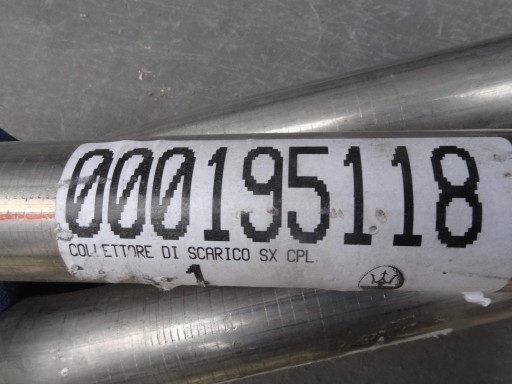 000195118
COLLETTORE DI SCARICO SX CPL.
1